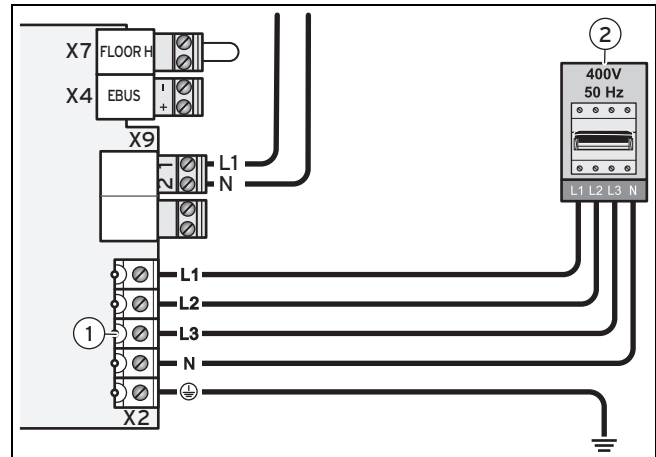 X7 FLOOR H
X4 EBUS - +
X9
1 L1
2 N
2
400V
50 Hz
L1 L2 L3 N
L1
L2
1 L3
N
X2